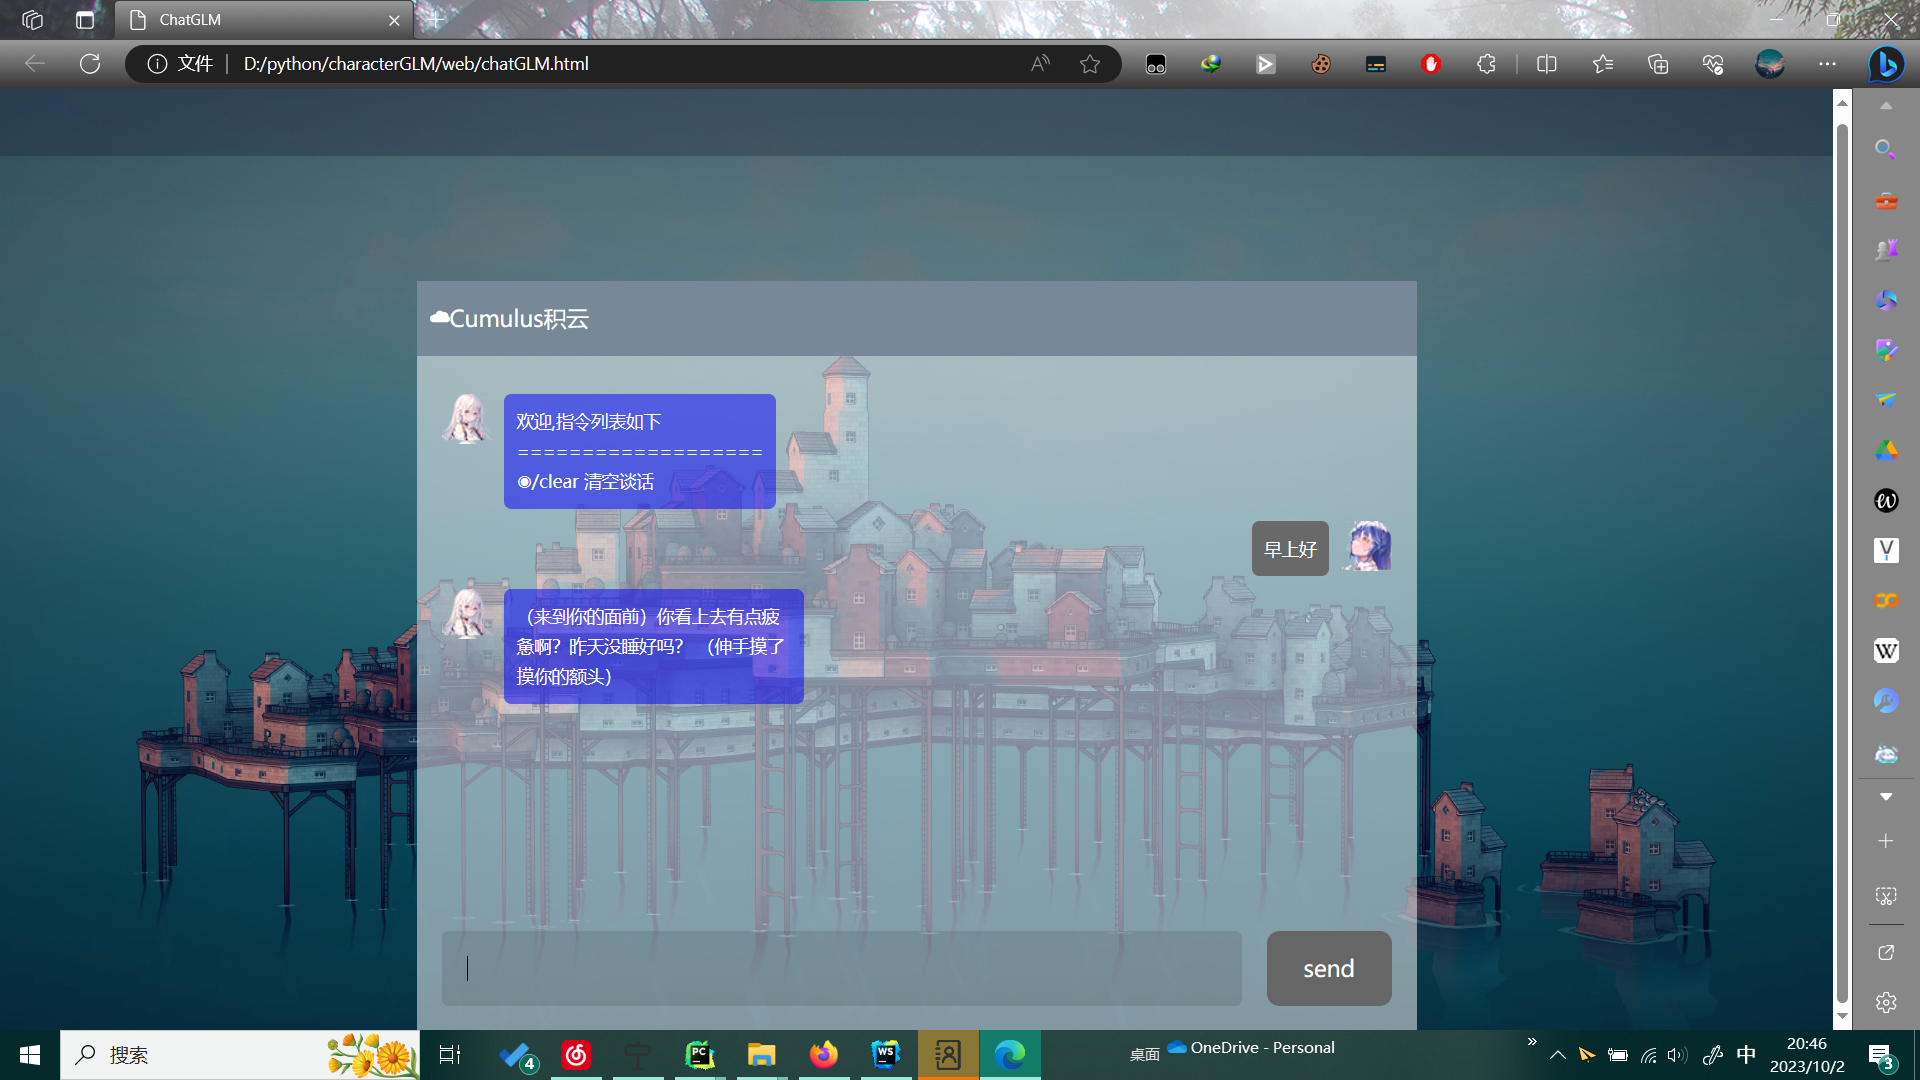 ChatGLM
文件
D:/python/characterGLM/web/chatGLM.html
Cumulus积云
欢迎,指令列表如下
===================
◉/clear 清空谈话
早上好
（来到你的面前）你看上去有点疲
惫啊？昨天没睡好吗？ （伸手摸了
摸你的额头）
send
搜索
4
PC
WS
桌面
OneDrive - Personal
»
中
20:46
2023/10/2
3